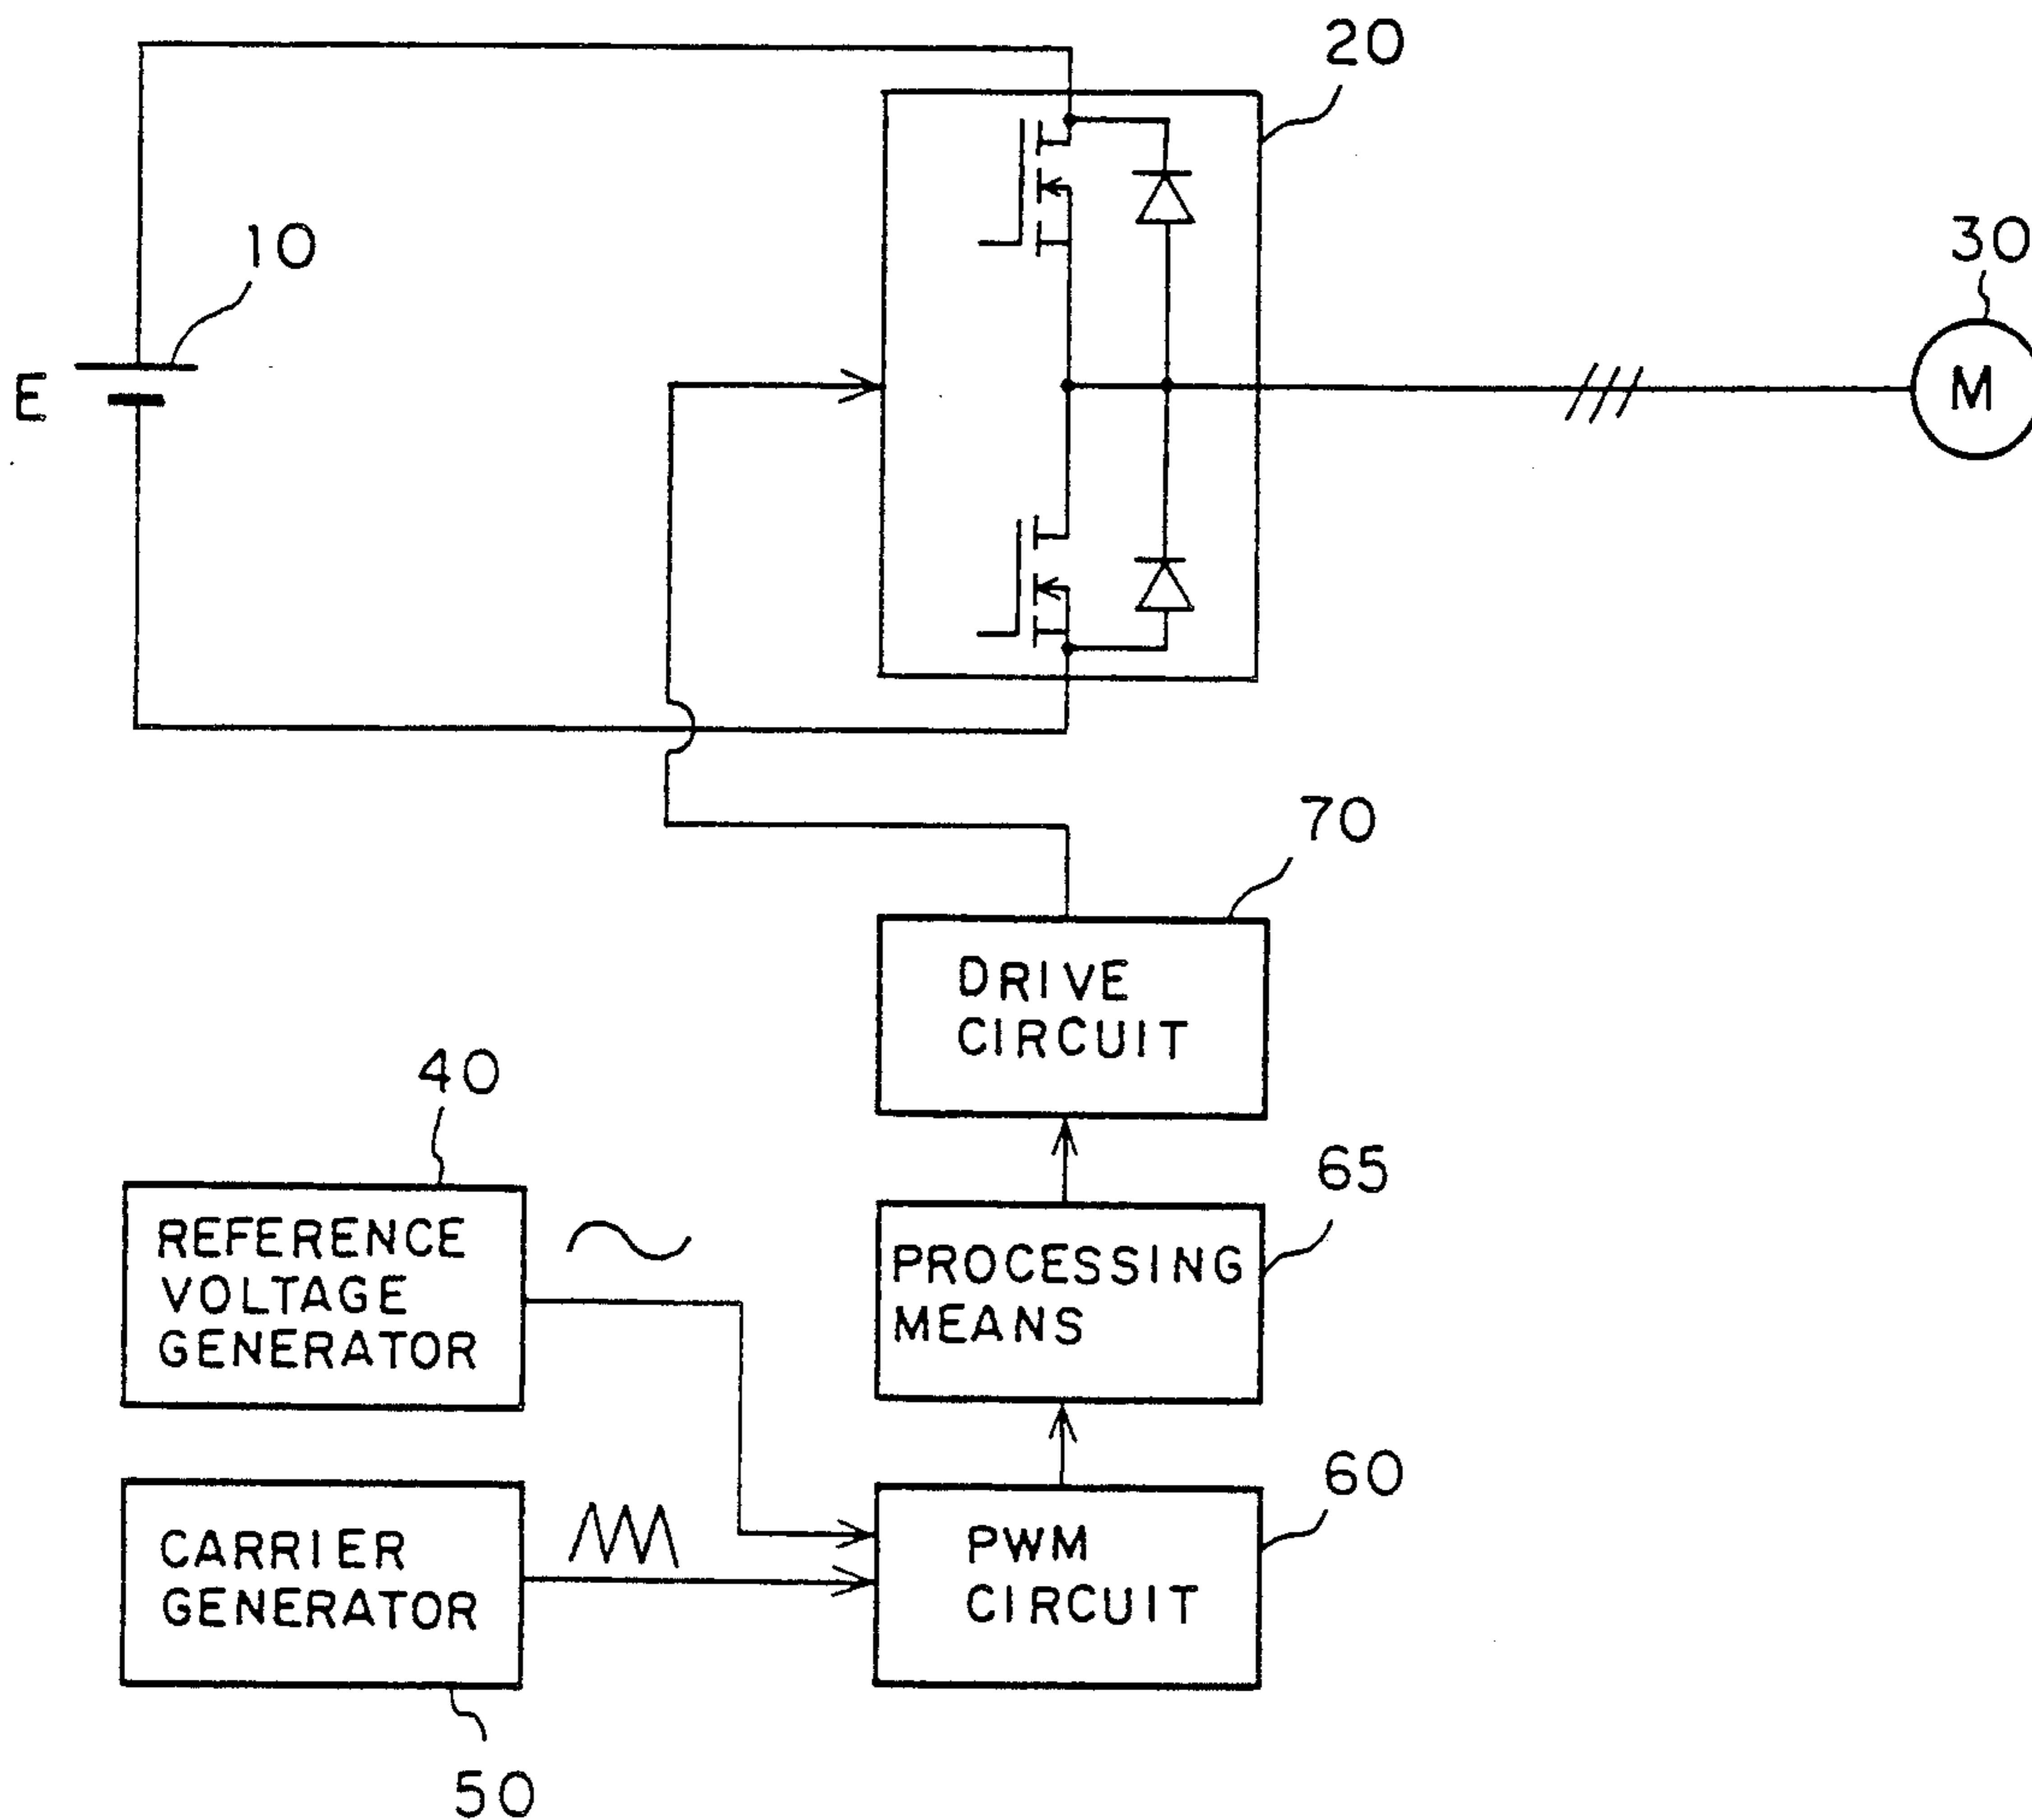 20
10
30
E
M
70
DRIVE
CIRCUIT
40
65
REFERENCE
VOLTAGE
GENERATOR
PROCESSING
MEANS
60
CARRIER
GENERATOR
PWM
CIRCUIT
50